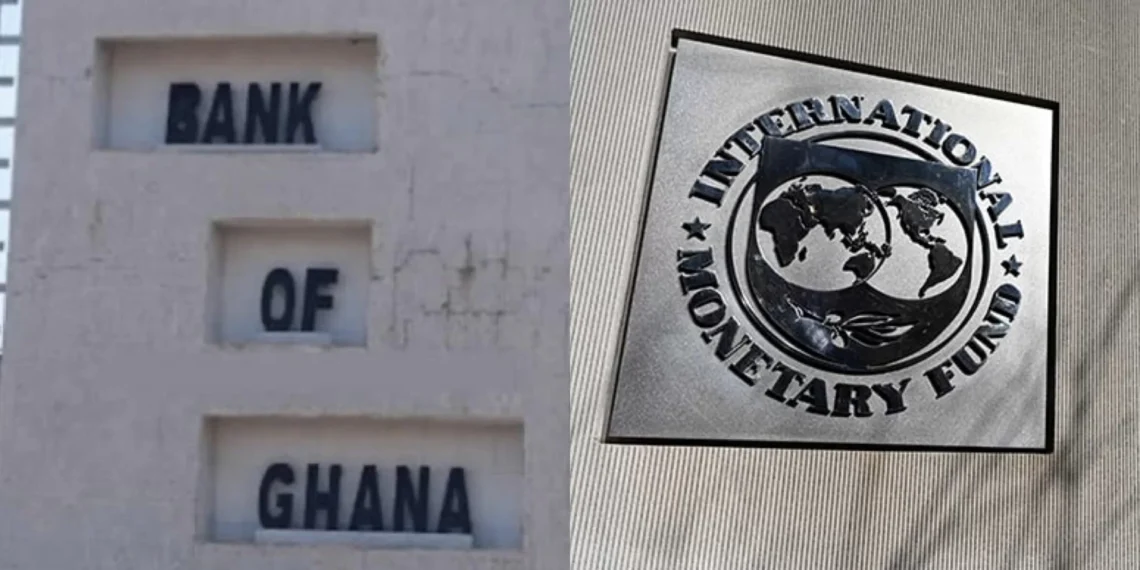 BANK
OF
GHANA
INTERNATIONAL
MONETARY FUND